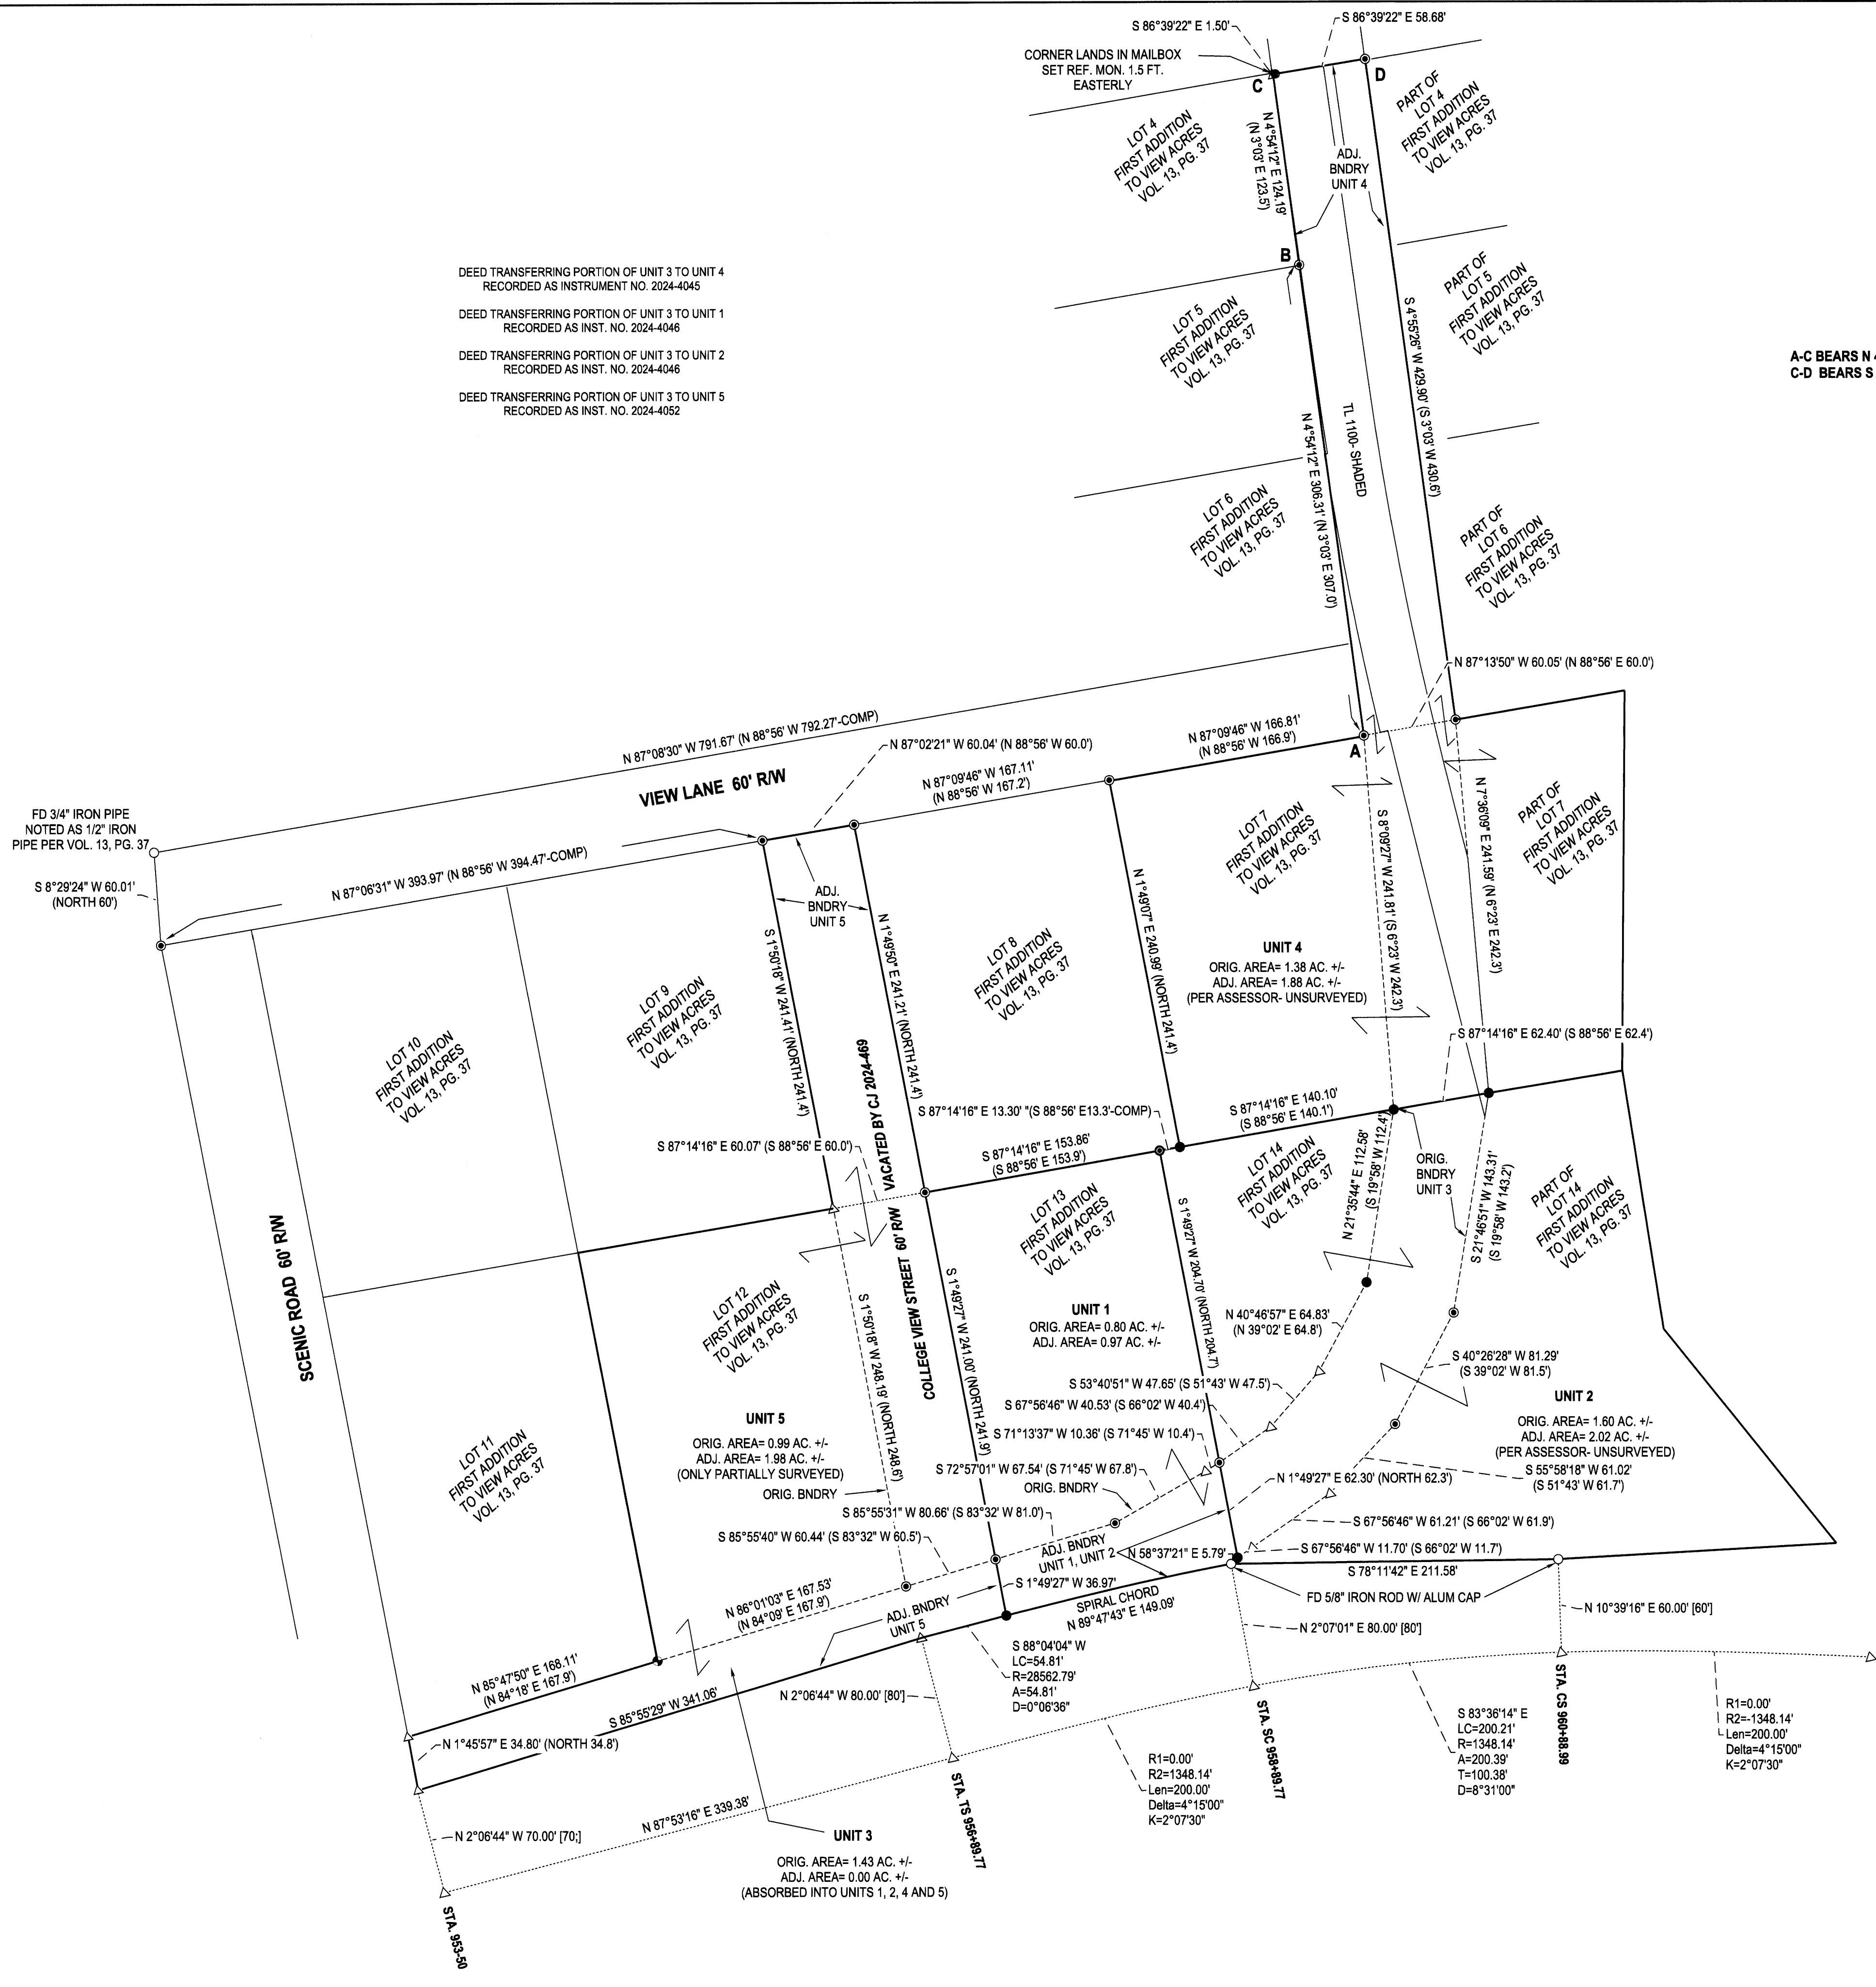 S 86°39'22" E 1.50'
S 86°39'22" E 58.68'
CORNER LANDS IN MAILBOX
SET REF. MON. 1.5 FT.
EASTERLY
C
D
N 4°54'12" E 124.19'
(N 3°03' E 123.5')
LOT 4
FIRST ADDITION
TO VIEW ACRES
VOL. 13, PG. 37
PART OF
LOT 4
FIRST ADDITION
TO VIEW ACRES
VOL. 13, PG. 37
ADJ.
BNDRY
UNIT 4
B
DEED TRANSFERRING PORTION OF UNIT 3 TO UNIT 4
RECORDED AS INSTRUMENT NO. 2024-4045
DEED TRANSFERRING PORTION OF UNIT 3 TO UNIT 1
RECORDED AS INST. NO. 2024-4046
DEED TRANSFERRING PORTION OF UNIT 3 TO UNIT 2
RECORDED AS INST. NO. 2024-4046
DEED TRANSFERRING PORTION OF UNIT 3 TO UNIT 5
RECORDED AS INST. NO. 2024-4052
LOT 5
FIRST ADDITION
TO VIEW ACRES
VOL. 13, PG. 37
PART OF
LOT 5
FIRST ADDITION
TO VIEW ACRES
VOL. 13, PG. 37
S 4°55'26" W 429.90' (S 3°03' W 430.6')
A-C BEARS N 4
C-D BEARS S
TL 1100- SHADED
N 4°54'12" E 306.31' (N 3°03' E 307.0')
LOT 6
FIRST ADDITION
TO VIEW ACRES
VOL. 13, PG. 37
PART OF
LOT 6
FIRST ADDITION
TO VIEW ACRES
VOL. 13, PG. 37
N 87°13'50" W 60.05' (N 88°56' E 60.0')
N 87°08'30" W 791.67' (N 88°56' W 792.27'-COMP)
VIEW LANE 60' R/W
N 87°02'21" W 60.04' (N 88°56' W 60.0')
N 87°09'46" W 166.81'
(N 88°56' W 166.9')
A
N 87°09'46" W 167.11'
(N 88°56' W 167.2')
FD 3/4" IRON PIPE
NOTED AS 1/2" IRON
PIPE PER VOL. 13, PG. 37
S 8°29'24" W 60.01'
(NORTH 60')
N 87°06'31" W 393.97' (N 88°56' W 394.47'-COMP)
ADJ.
BNDRY
UNIT 5
LOT 7
FIRST ADDITION
TO VIEW ACRES
VOL. 13, PG. 37
PART OF
LOT 7
FIRST ADDITION
TO VIEW ACRES
VOL. 13, PG. 37
S 8°09'27" W 241.81' (S 6°23' W 242.3')
N 7°36'09" E 241.59' (N 6°23' E 242.3')
N 1°49'07" E 240.99' (NORTH 241.4')
N 1°49'50" E 241.21' (NORTH 241.4')
S 1°50'18" W 241.41' (NORTH 241.4')
LOT 8
FIRST ADDITION
TO VIEW ACRES
VOL. 13, PG. 37
LOT 9
FIRST ADDITION
TO VIEW ACRES
VOL. 13, PG. 37
LOT 10
FIRST ADDITION
TO VIEW ACRES
VOL. 13, PG. 37
UNIT 4
ORIG. AREA= 1.38 AC. +/-
ADJ. AREA= 1.88 AC. +/-
(PER ASSESSOR- UNSURVEYED)
S 87°14'16" E 62.40' (S 88°56' E 62.4')
S 87°14'16" E 13.30' "(S 88°56' E13.3'-COMP)
S 87°14'16" E 140.10'
(S 88°56' E 140.1')
S 87°14'16" E 60.07' (S 88°56' E 60.0')
S 87°14'16" E 153.86'
(S 88°56' E 153.9')
COLLEGE VIEW STREET 60' R/W VACATED BY CJ 2024-469
SCENIC ROAD 60' R/W
LOT 14
FIRST ADDITION
TO VIEW ACRES
VOL. 13, PG. 37
N 21°35'44" E 112.58'
(S 19°58' W 112.4')
ORIG.
BNDRY
UNIT 3
S 21°46'51" W 143.31'
(S 19°58' W 143.2')
PART OF
LOT 14
FIRST ADDITION
TO VIEW ACRES
VOL. 13, PG. 37
LOT 13
FIRST ADDITION
TO VIEW ACRES
VOL. 13, PG. 37
S 1°49'27" W 204.70' (NORTH 204.7')
LOT 12
FIRST ADDITION
TO VIEW ACRES
VOL. 13, PG. 37
S 1°50'18" W 248.19' (NORTH 248.6')
S 1°49'27" W 241.00' (NORTH 241.9')
UNIT 1
ORIG. AREA= 0.80 AC. +/-
ADJ. AREA= 0.97 AC. +/-
N 40°46'57" E 64.83'
(N 39°02' E 64.8')
S 40°26'28" W 81.29'
(S 39°02' W 81.5')
S 53°40'51" W 47.65' (S 51°43' W 47.5')
S 67°56'46" W 40.53' (S 66°02' W 40.4')
S 71°13'37" W 10.36' (S 71°45' W 10.4')
UNIT 2
ORIG. AREA= 1.60 AC. +/-
ADJ. AREA= 2.02 AC. +/-
(PER ASSESSOR- UNSURVEYED)
UNIT 5
ORIG. AREA= 0.99 AC. +/-
ADJ. AREA= 1.98 AC. +/-
(ONLY PARTIALLY SURVEYED)
ORIG. BNDRY
LOT 11
FIRST ADDITION
TO VIEW ACRES
VOL. 13, PG. 37
S 72°57'01" W 67.54' (S 71°45' W 67.8')
ORIG. BNDRY
N 1°49'27" E 62.30' (NORTH 62.3')
S 55°58'18" W 61.02'
(S 51°43' W 61.7')
S 85°55'31" W 80.66' (S 83°32' W 81.0')
S 85°55'40" W 60.44' (S 83°32' W 60.5')
S 67°56'46" W 61.21' (S 66°02' W 61.9')
ADJ. BNDRY
UNIT 1, UNIT 2
N 58°37'21" E 5.79'
S 67°56'46" W 11.70' (S 66°02' W 11.7')
S 78°11'42" E 211.58'
S 1°49'27" W 36.97'
FD 5/8" IRON ROD W/ ALUM CAP
N 86°01'03" E 167.53'
(N 84°09' E 167.9')
ADJ. BNDRY
UNIT 5
SPIRAL CHORD
N 89°47'43" E 149.09'
N 10°39'16" E 60.00' [60']
N 2°07'01" E 80.00' [80']
S 88°04'04" W
LC=54.81'
R=28562.79'
A=54.81'
D=0°06'36"
N 85°47'50" E 168.11'
(N 84°18' E 167.9')
S 85°55'29" W 341.06'
N 2°06'44" W 80.00' [80']
N 1°45'57" E 34.80' (NORTH 34.8')
STA. SC 958+89.77
STA. CS 960+88.99
S 83°36'14" E
LC=200.21'
R=1348.14'
A=200.39'
T=100.38'
D=8°31'00"
R1=0.00'
R2=-1348.14'
Len=200.00'
Delta=4°15'00"
K=2°07'30"
R1=0.00'
R2=1348.14'
Len=200.00'
Delta=4°15'00"
K=2°07'30"
STA. TS 956+89.77
N 87°53'16" E 339.38'
N 2°06'44" W 70.00' [70;]
UNIT 3
ORIG. AREA= 1.43 AC. +/-
ADJ. AREA= 0.00 AC. +/-
(ABSORBED INTO UNITS 1, 2, 4 AND 5)
STA. 953-50